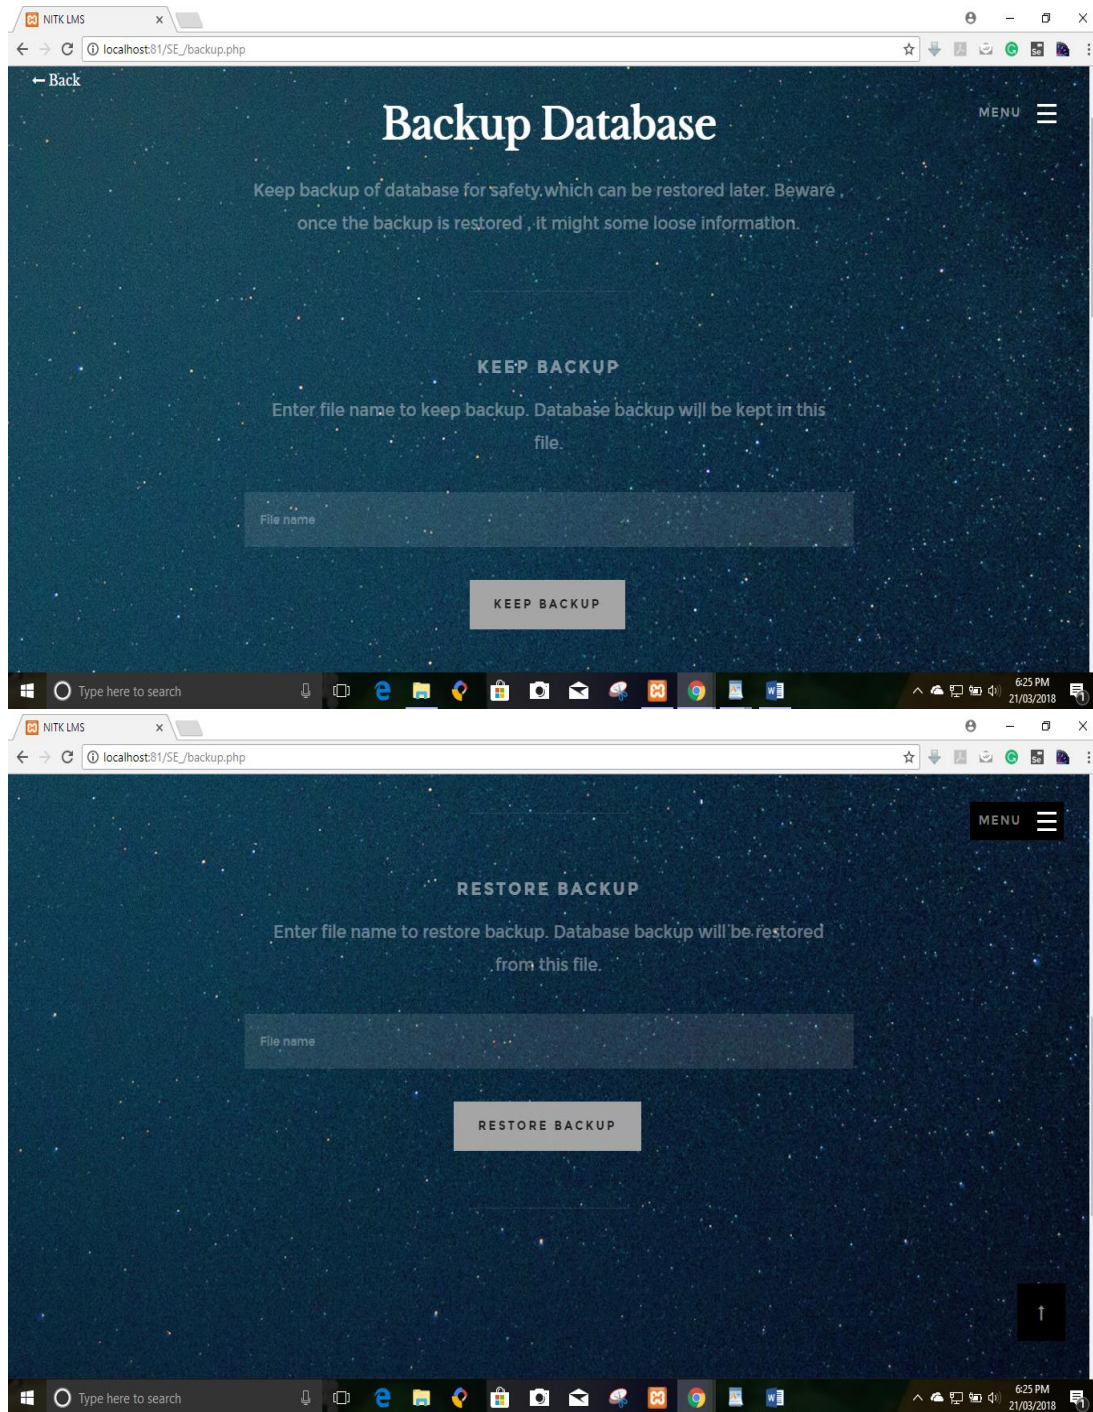 NITK LMS
localhost:81/SE_/backup.php
Back
MENU
Backup Database
Keep backup of database for safety.which can be restored later. Beware ,
once the backup is restored , it might some loose information.
KEEP BACKUP
Enter file name to keep backup. Database backup will be kept in this
file.
File name
KEEP BACKUP
Type here to search
6:25 PM
21/03/2018
NITK LMS
localhost:81/SE_/backup.php
MENU
RESTORE BACKUP
Enter file name to restore backup. Database backup will be restored
from this file.
File name
RESTORE BACKUP
Type here to search
6:25 PM
21/03/2018